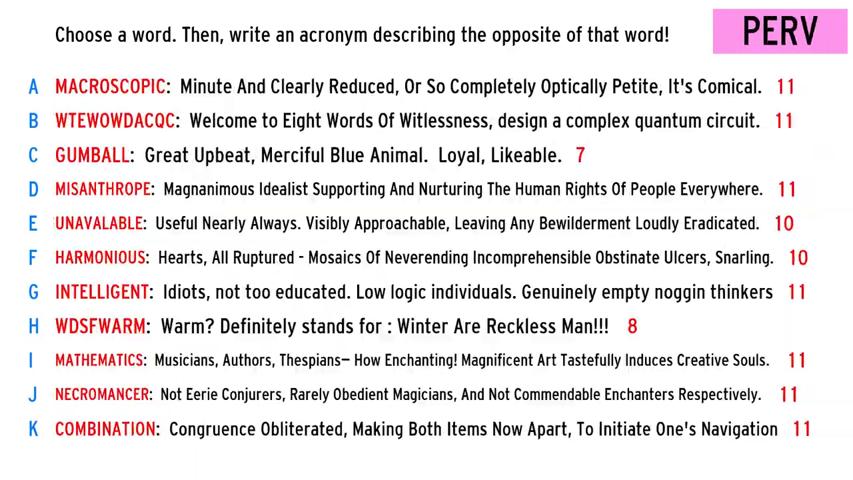 Choose a word. Then, write an acronym describing the opposite of that word!
PERV
A MACROSCOPIC: Minute And Clearly Reduced, Or So Completely Optically Petite, It's Comical. 11
B WTEWOWDACQC: Welcome to Eight Words Of Witlessness, design a complex quantum circuit. 11
C GUMBALL: Great Upbeat, Merciful Blue Animal. Loyal, Likeable. 7
D MISANTHROPE: Magnanimous Idealist Supporting And Nurturing The Human Rights Of People Everywhere. 11
E UNAVALABLE: Useful Nearly Always. Visibly Approachable, Leaving Any Bewilderment Loudly Eradicated. 10
F HARMONIOUS: Hearts, All Ruptured - Mosaics Of Neverending Incomprehensible Obstinate Ulcers, Snarling. 10
G INTELLIGENT: Idiots, not too educated. Low logic individuals. Genuinely empty noggin thinkers 11
H WDSFWARM: Warm? Definitely stands for : Winter Are Reckless Man!!! 8
I MATHEMATICS: Musicians, Authors, Thespians— How Enchanting! Magnificent Art Tastefully Induces Creative Souls. 11
J NECROMANCER: Not Eerie Conjurers, Rarely Obedient Magicians, And Not Commendable Enchanters Respectively. 11
K COMBINATION: Congruence Obliterated, Making Both Items Now Apart, To Initiate One's Navigation 11